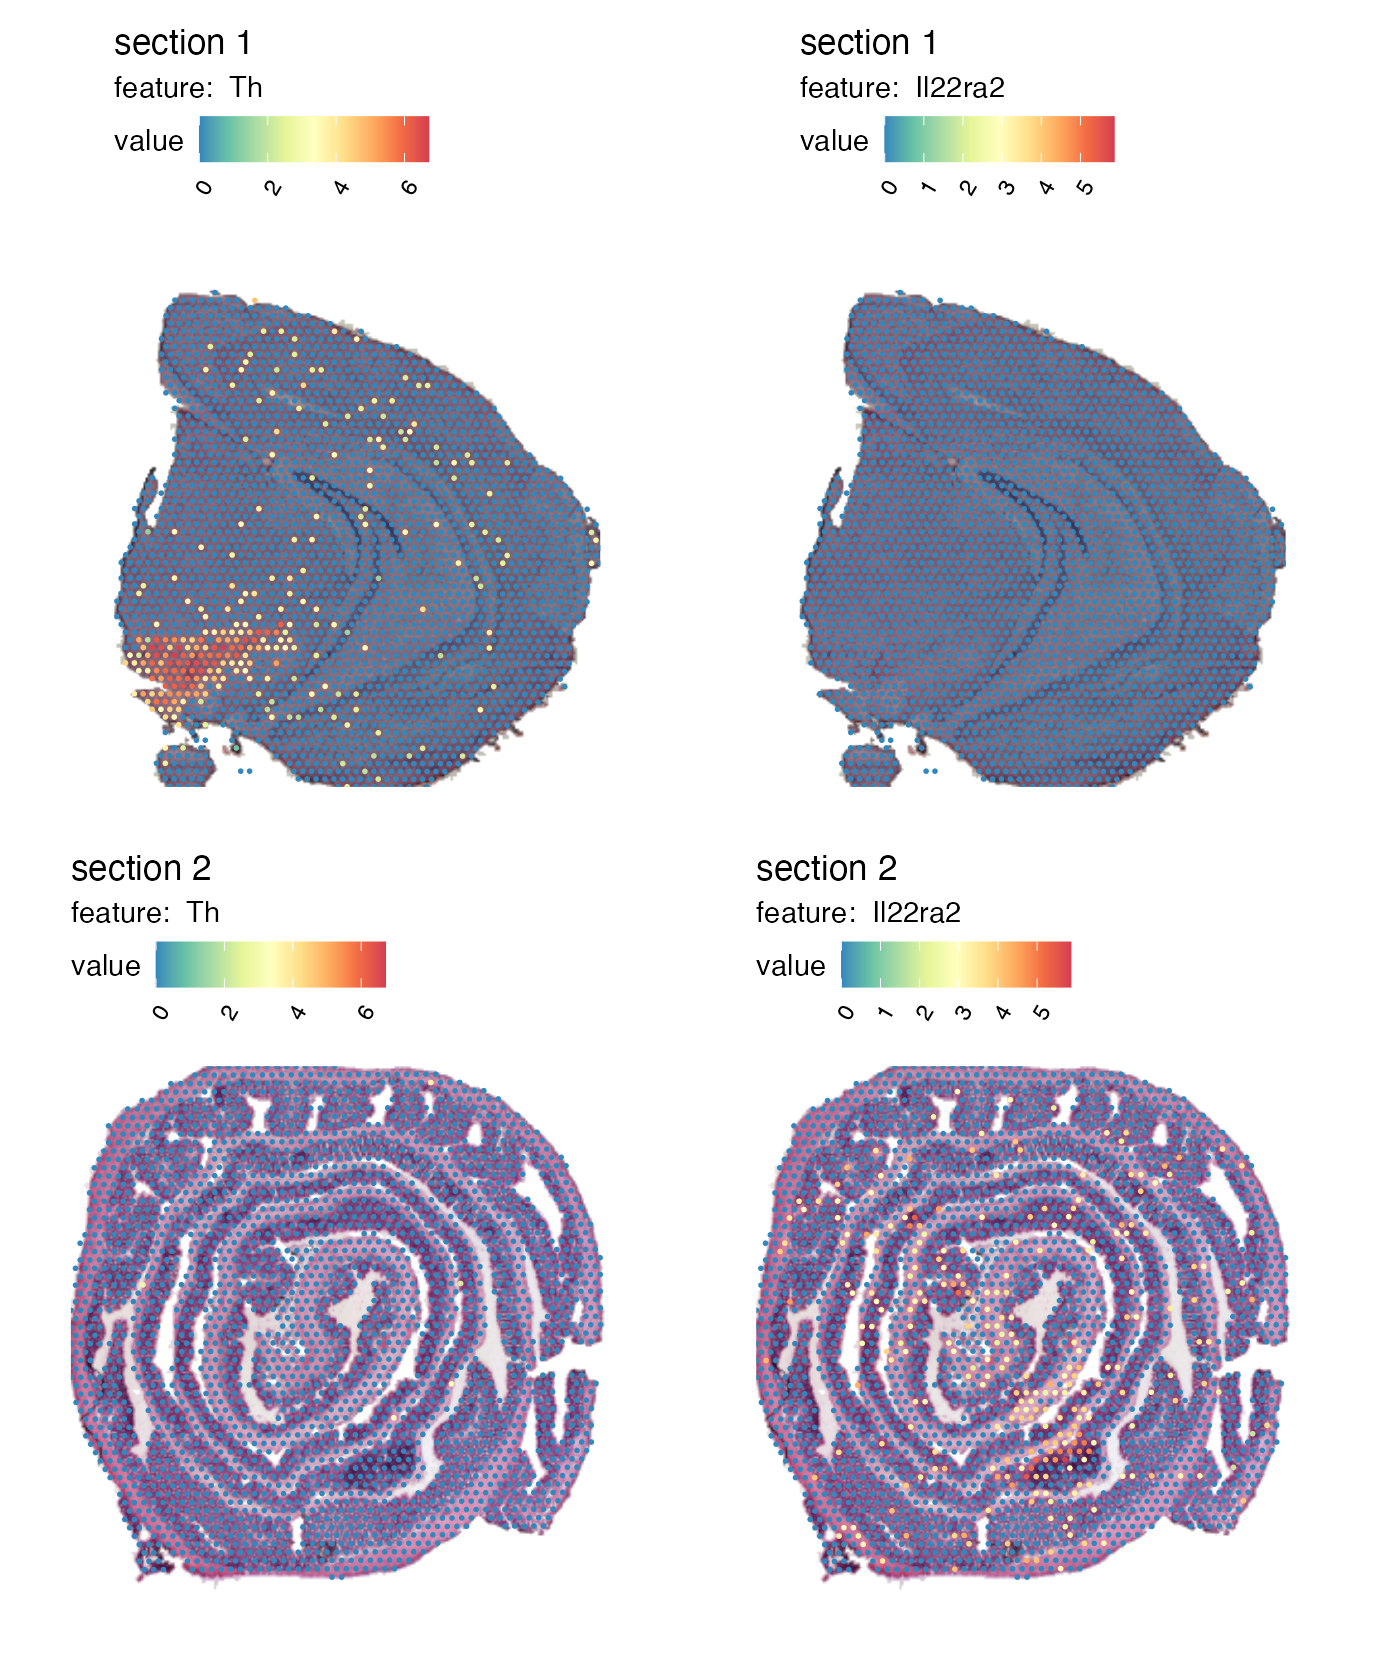 section 1
feature: Th
value
0 2 4 6
section 1
feature: Il22ra2
value
0 1 2 3 4 5
section 2
feature: Th
value
0 2 4 6
section 2
feature: Il22ra2
value
0 1 2 3 4 5